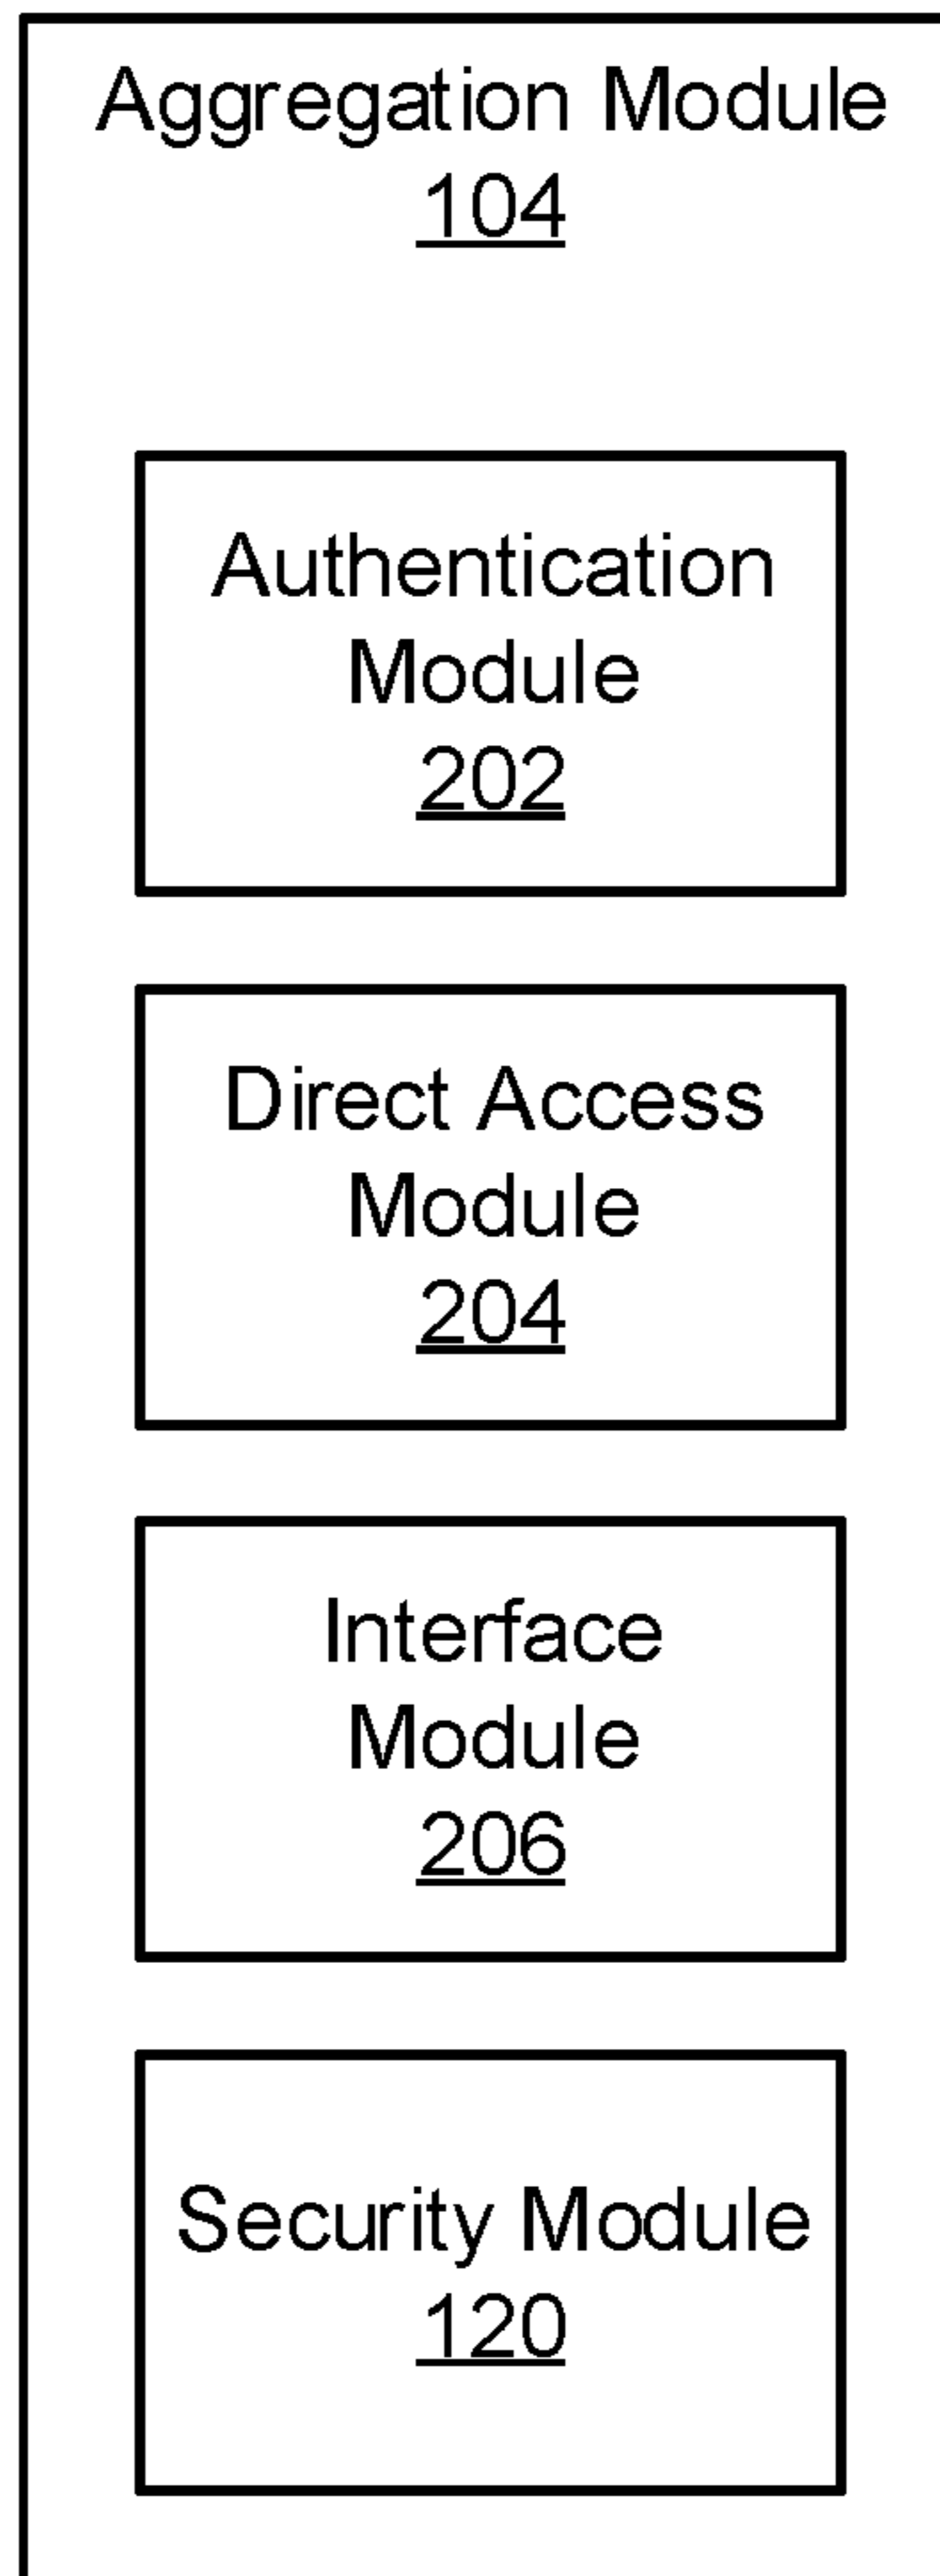 Aggregation Module
104
Authentication
Module
202
Direct Access
Module
204
Interface
Module
206
Security Module
120